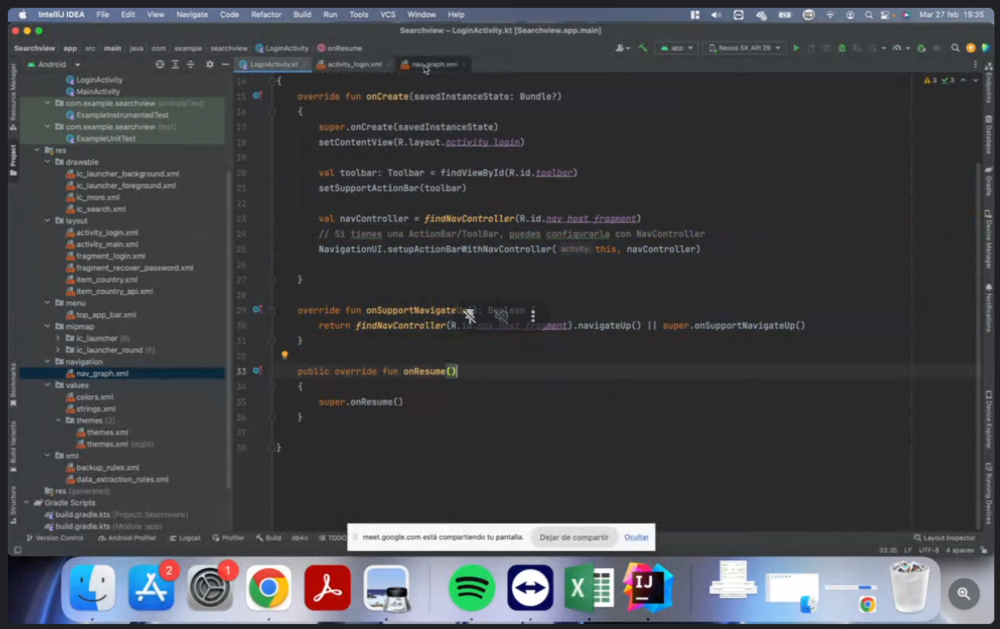 IntelliJ IDEA File Edit View Navigate Code Refactor Build Run Tools VCS Window Help Mar 27 feb 19:35
Searchview – LoginActivity.kt [Searchview.app.main]
Searchview app src main java com example searchview LoginActivity onResume app Nexus 5X API 29
Android LoginActivity.kt activity_login.xml nav_graph.xml
Resource Manager
Project
Bookmarks
Build Variants
Structure
LoginActivity
MainActivity
com.example.searchview (androidTest)
ExampleInstrumentedTest
com.example.searchview (test)
ExampleUnitTest
res
drawable
ic_launcher_background.xml
ic_launcher_foreground.xml
ic_more.xml
ic_search.xml
layout
activity_login.xml
activity_main.xml
fragment_login.xml
fragment_recover_password.xml
item_country.xml
item_country_api.xml
menu
top_app_bar.xml
mipmap
ic_launcher (6)
ic_launcher_round (6)
navigation
nav_graph.xml
values
colors.xml
strings.xml
themes (2)
themes.xml
themes.xml (night)
xml
backup_rules.xml
data_extraction_rules.xml
res (generated)
Gradle Scripts
build.gradle.kts (Project: Searchview)
build.gradle.kts (Module :app)
3 3
14 {
15 override fun onCreate(savedInstanceState: Bundle?)
16 {
17 super.onCreate(savedInstanceState)
18 setContentView(R.layout.activity_login)
19
20 val toolbar: Toolbar = findViewById(R.id.toolbar)
21 setSupportActionBar(toolbar)
22
23 val navController = findNavController(R.id.nav_host_fragment)
24 // Si tienes una ActionBar/ToolBar, puedes configurarla con NavController
25 NavigationUI.setupActionBarWithNavController( activity: this, navController)
26
27 }
28
29 override fun onSupportNavigateUp(): Boolean {
30 return findNavController(R.id.nav_host_fragment).navigateUp() || super.onSupportNavigateUp()
31 }
32
33 public override fun onResume()
34 {
35 super.onResume()
36 }
37
38 }
Endpoints
Database
Gradle
Device Manager
Notifications
Device Explorer
Running Devices
Version Control Android Profiler Logcat Profiler Build db4o TODO Layout Inspector
meet.google.com está compartiendo tu pantalla. Dejar de compartir Ocultar
33:35 LF UTF-8 4 spaces
2
1
X
IJ